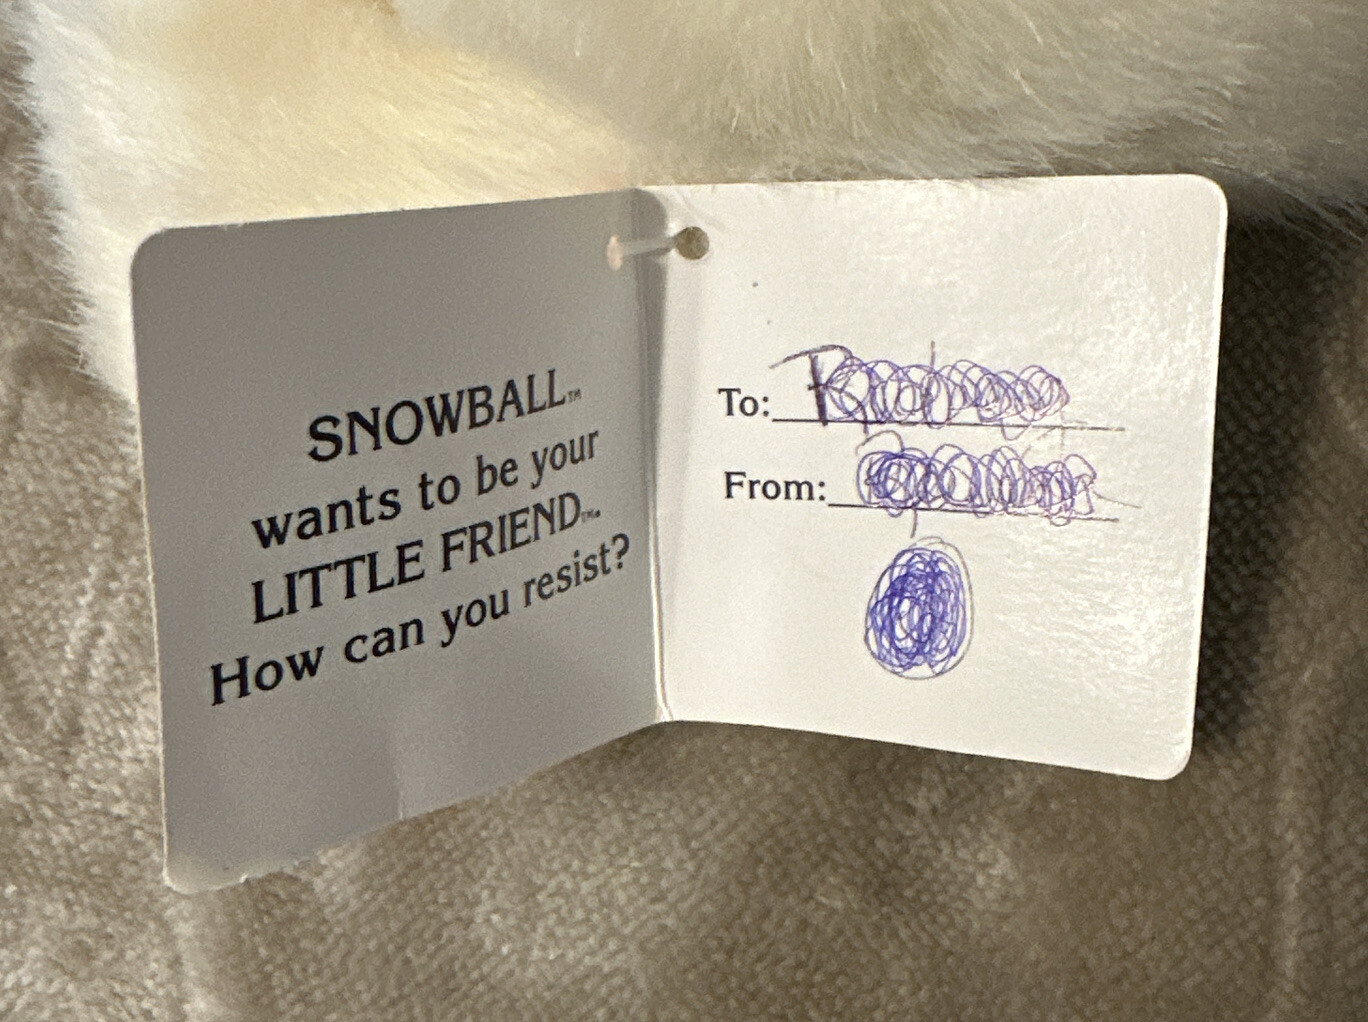 SNOWBALL™
wants to be your
LITTLE FRIEND™.
How can you resist?
To:
From: